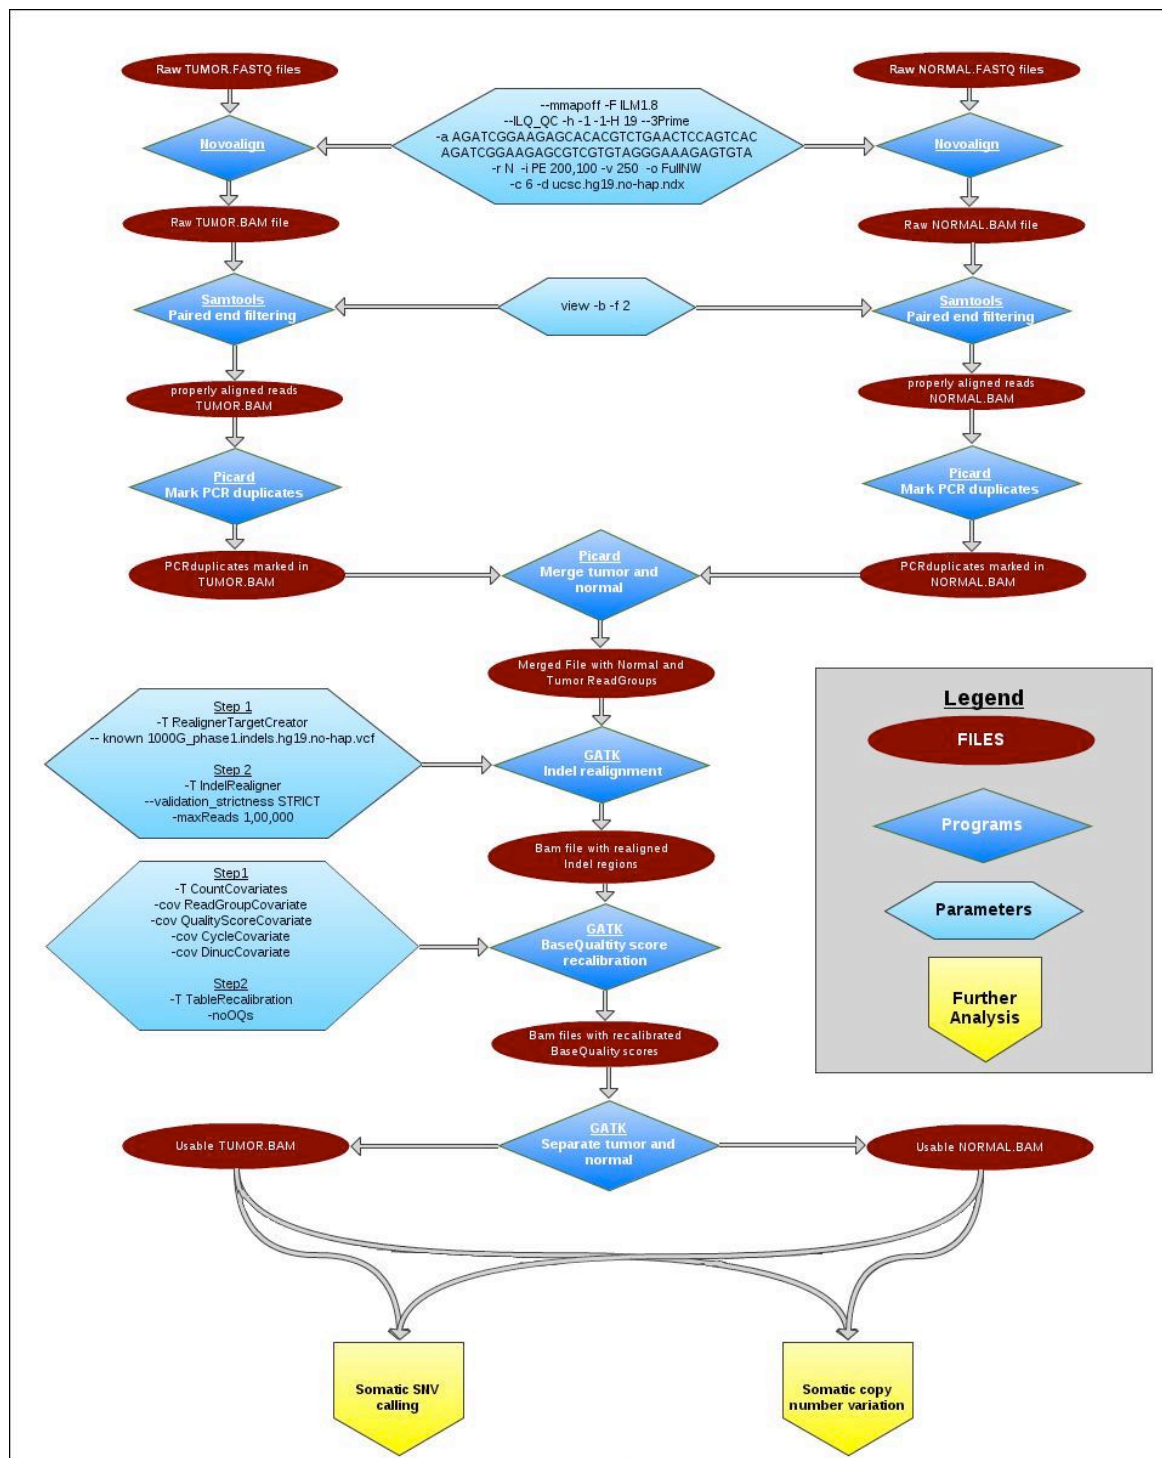 Raw TUMOR.FASTQ files
Raw NORMAL.FASTQ files
--mmapoff -F ILM1.8
--ILQ_QC -h -1 -1-H 19 --3Prime
-a AGATCGGAAGAGCACACGTCTGAACTCCAGTCAC
AGATCGGAAGAGCGTCGTGTAGGGAAAGAGTGTA
-r N -i PE 200,100 -v 250 -o FullNW
-c 6 -d ucsc.hg19.no-hap.ndx
Novoalign
Novoalign
Raw TUMOR.BAM file
Raw NORMAL.BAM file
Samtools
Paired end filtering
view -b -f 2
Samtools
Paired end filtering
properly aligned reads
TUMOR.BAM
properly aligned reads
NORMAL.BAM
Picard
Mark PCR duplicates
Picard
Mark PCR duplicates
PCRduplicates marked in
TUMOR.BAM
Picard
Merge tumor and
normal
PCRduplicates marked in
NORMAL.BAM
Merged File with Normal and
Tumor ReadGroups
Step 1
-T RealignerTargetCreator
-- known 1000G_phase1.indels.hg19.no-hap.vcf
Step 2
-T IndelRealigner
--validation_strictness STRICT
-maxReads 1,00,000
GATK
Indel realignment
Bam file with realigned
Indel regions
Step1
-T CountCovariates
-cov ReadGroupCovariate
-cov QualityScoreCovariate
-cov CycleCovariate
-cov DinucCovariate
Step2
-T TableRecalibration
-noOQs
GATK
BaseQualtity score
recalibration
Bam files with recalibrated
BaseQuality scores
Legend
FILES
Programs
Parameters
Further
Analysis
Usable TUMOR.BAM
GATK
Separate tumor and
normal
Usable NORMAL.BAM
Somatic SNV
calling
Somatic copy
number variation